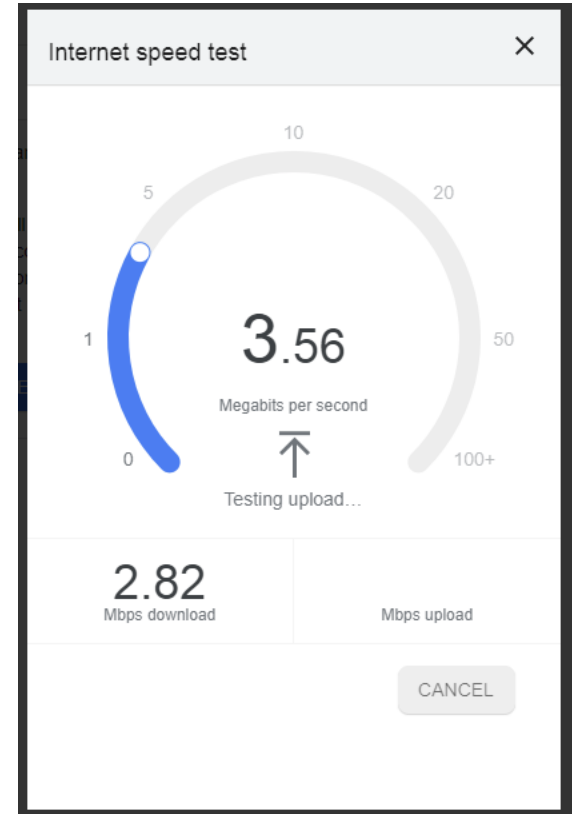 Internet speed test
10
5
20
1
50
3.56
Megabits per second
0
100+
Testing upload...
2.82
Mbps download
Mbps upload
CANCEL